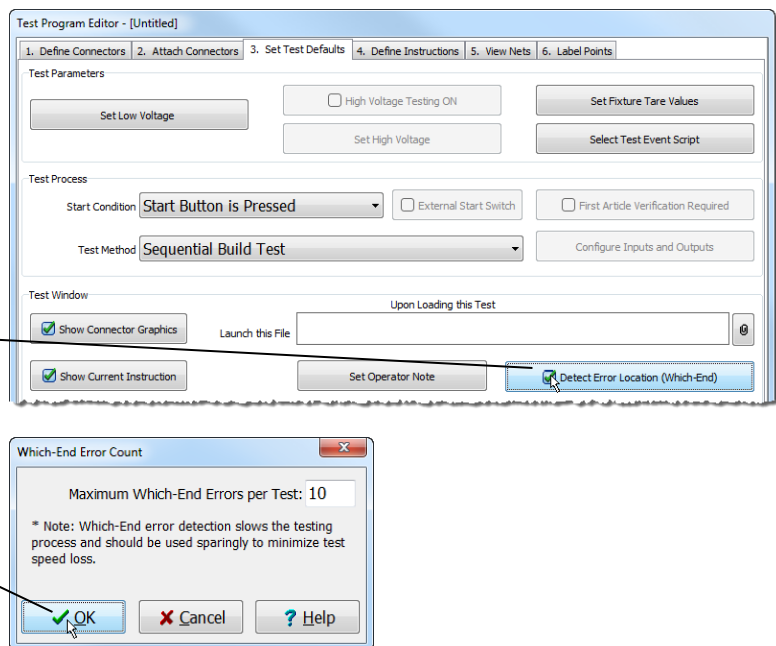 Test Program Editor - [Untitled]
1. Define Connectors 2. Attach Connectors 3. Set Test Defaults 4. Define Instructions 5. View Nets 6. Label Points
Test Parameters
Set Low Voltage
High Voltage Testing ON
Set Fixture Tare Values
Set High Voltage
Select Test Event Script
Test Process
Start Condition Start Button is Pressed
External Start Switch
First Article Verification Required
Test Method Sequential Build Test
Configure Inputs and Outputs
Test Window
Upon Loading this Test
Show Connector Graphics
Launch this File
Show Current Instruction
Set Operator Note
Detect Error Location (Which-End)
Which-End Error Count
Maximum Which-End Errors per Test: 10
* Note: Which-End error detection slows the testing
process and should be used sparingly to minimize test
speed loss.
OK
Cancel
? Help